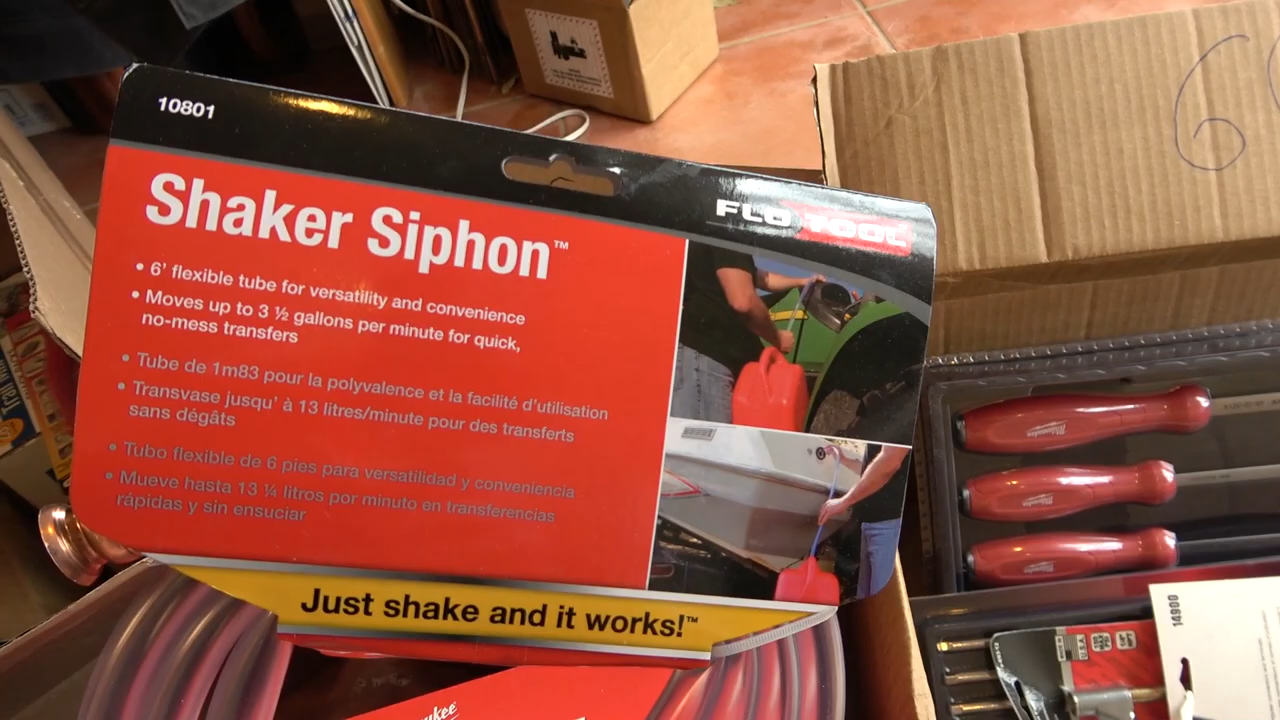 10801
Shaker Siphon™
FLO TOOL
• 6' flexible tube for versatility and convenience
• Moves up to 3 ½ gallons per minute for quick,
no-mess transfers
• Tube de 1m83 pour la polyvalence et la facilité d'utilisation
• Transvase jusqu' à 13 litres/minute pour des transferts
sans dégâts
• Tubo flexible de 6 pies para versatilidad y conveniencia
• Mueve hasta 13 ¼ litros por minuto en transferencias
rápidas y sin ensuciar
Just shake and it works!™
6
Milwaukee
Milwaukee
Milwaukee
14900